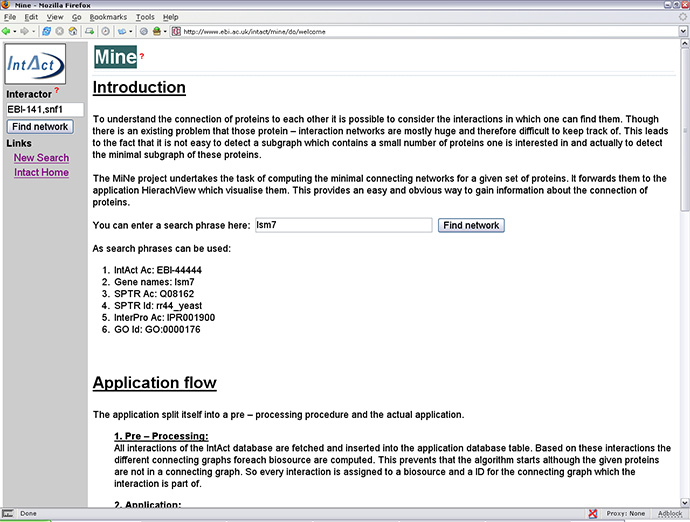 Mine - Mozilla Firefox
File Edit View Go Bookmarks Tools Help
http://www.ebi.ac.uk/intact/mine/do/welcome
IntAct
Interactor ?
EBI-141,snf1
Find network
Links
New Search
Intact Home
Mine ?
Introduction
To understand the connection of proteins to each other it is possible to consider the interactions in which one can find them. Though
there is an existing problem that those protein – interaction networks are mostly huge and therefore difficult to keep track of. This leads
to the fact that it is not easy to detect a subgraph which contains a small number of proteins one is interested in and actually to detect
the minimal subgraph of these proteins.
The MiNe project undertakes the task of computing the minimal connecting networks for a given set of proteins. It forwards them to the
application HierachView which visualise them. This provides an easy and obvious way to gain information about the connection of
proteins.
You can enter a search phrase here: lsm7 Find network
As search phrases can be used:
1. IntAct Ac: EBI-44444
2. Gene names: lsm7
3. SPTR Ac: Q08162
4. SPTR Id: rr44_yeast
5. InterPro Ac: IPR001900
6. GO Id: GO:0000176
Application flow
The application split itself into a pre – processing procedure and the actual application.
1. Pre – Processing:
All interactions of the IntAct database are fetched and inserted into the application database table. Based on these interactions the
different connecting graphs foreach biosource are computed. This prevents that the algorithm starts although the given proteins
are not in a connecting graph. So every interaction is assigned to a biosource and a ID for the connecting graph which the
interaction is part of.
2. Application:
Done
Proxy: None
Adblock